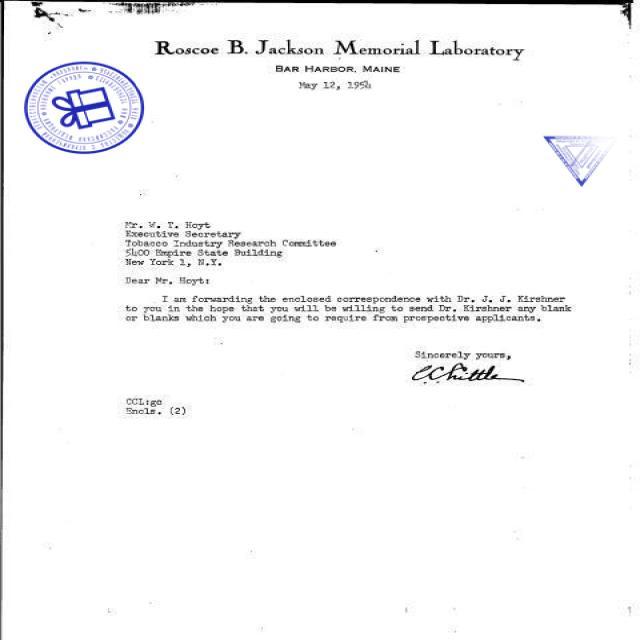 Roscoe B. Jackson Memorial Laboratory
Bar Harbor, Maine
May 12, 1954
Mr. W. T. Hoyt
Executive Secretary
Tobacco Industry Research Committee
5400 Empire State Building
New York 1, N.Y.
Dear Mr. Hoyt:
I am forwarding the enclosed correspondence with Dr. J. J. Kirshner
to you in the hope that you will be willing to send Dr. Kirshner any blank
or blanks which you are going to require from prospective applicants.
Sincerely yours,
CCLittle
CCL:gc
Encls. (2)